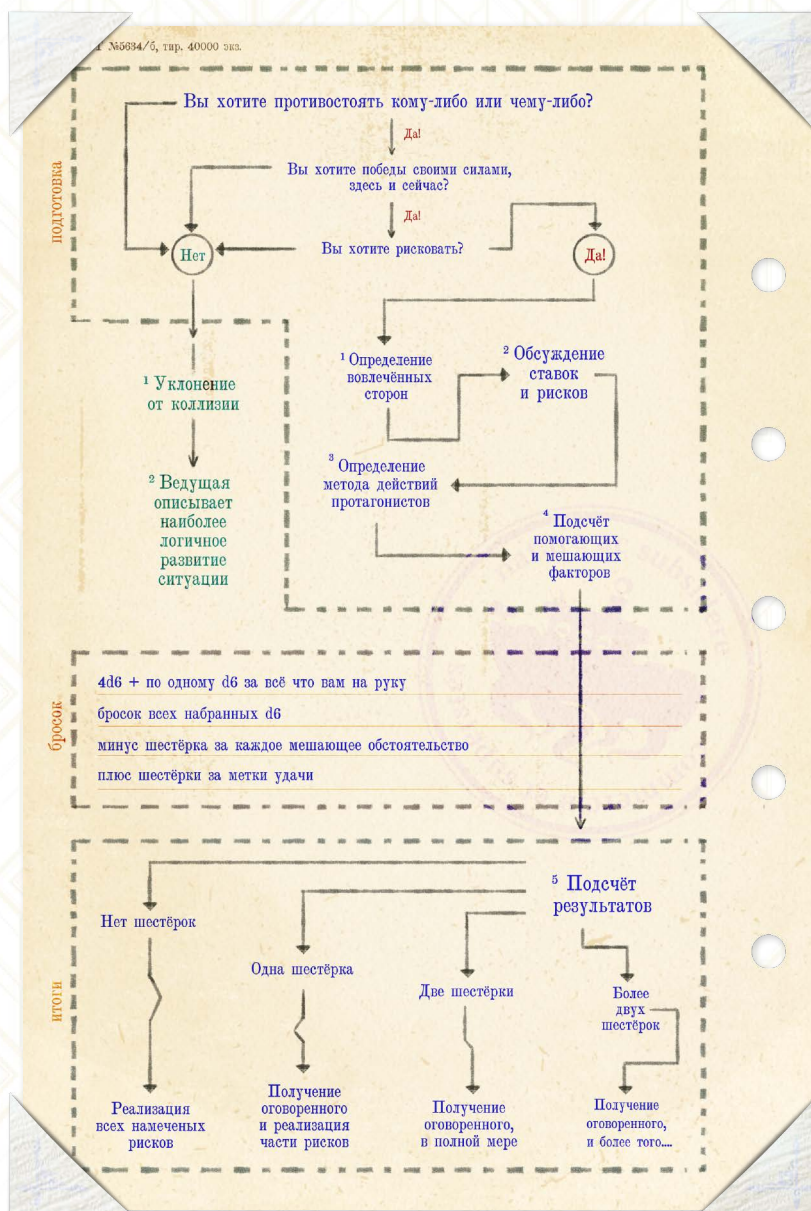 №5634/б, тир. 40000 экз.
подготовка
Вы хотите противостоять кому-либо или чему-либо?
Да!
Вы хотите победы своими силами,
здесь и сейчас?
Да!
Вы хотите рисковать?
Нет
Да!
¹ Уклонение
от коллизии
² Ведущая
описывает
наиболее
логичное
развитие
ситуации
¹ Определение
вовлечённых
сторон
² Обсуждение
ставок
и рисков
³ Определение
метода действий
протагонистов
⁴ Подсчёт
помогающих
и мешающих
факторов
бросок
4d6 + по одному d6 за всё что вам на руку
бросок всех набранных d6
минус шестёрка за каждое мешающее обстоятельство
плюс шестёрки за метки удачи
итоги
⁵ Подсчёт
результатов
Нет шестёрок
Одна шестёрка
Две шестёрки
Более
двух
шестёрок
Реализация
всех намеченых
рисков
Получение
оговоренного
и реализация
части рисков
Получение
оговоренного,
в полной мере
Получение
оговоренного,
и более того....